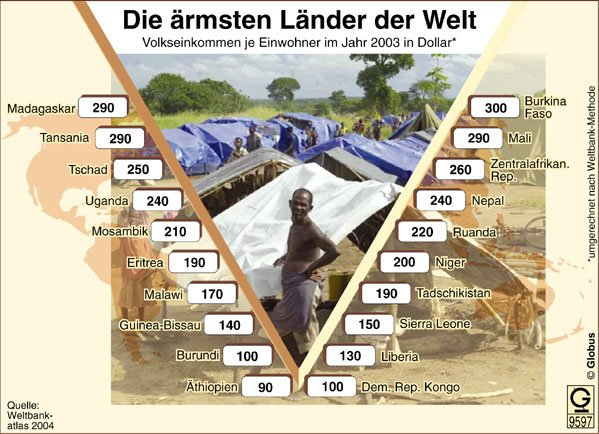 Die ärmsten Länder der Welt
Volkseinkommen je Einwohner im Jahr 2003 in Dollar*
Madagaskar 290
Tansania 290
Tschad 250
Uganda 240
Mosambik 210
Eritrea 190
Malawi 170
Guinea-Bissau 140
Burundi 100
Äthiopien 90
300 Burkina
Faso
290 Mali
260 Zentralafrikan.
Rep.
240 Nepal
220 Ruanda
200 Niger
190 Tadschikistan
150 Sierra Leone
130 Liberia
100 Dem. Rep. Kongo
*umgerechnet nach Weltbank-Methode
© Globus
Quelle:
Weltbank-
atlas 2004
G
9597